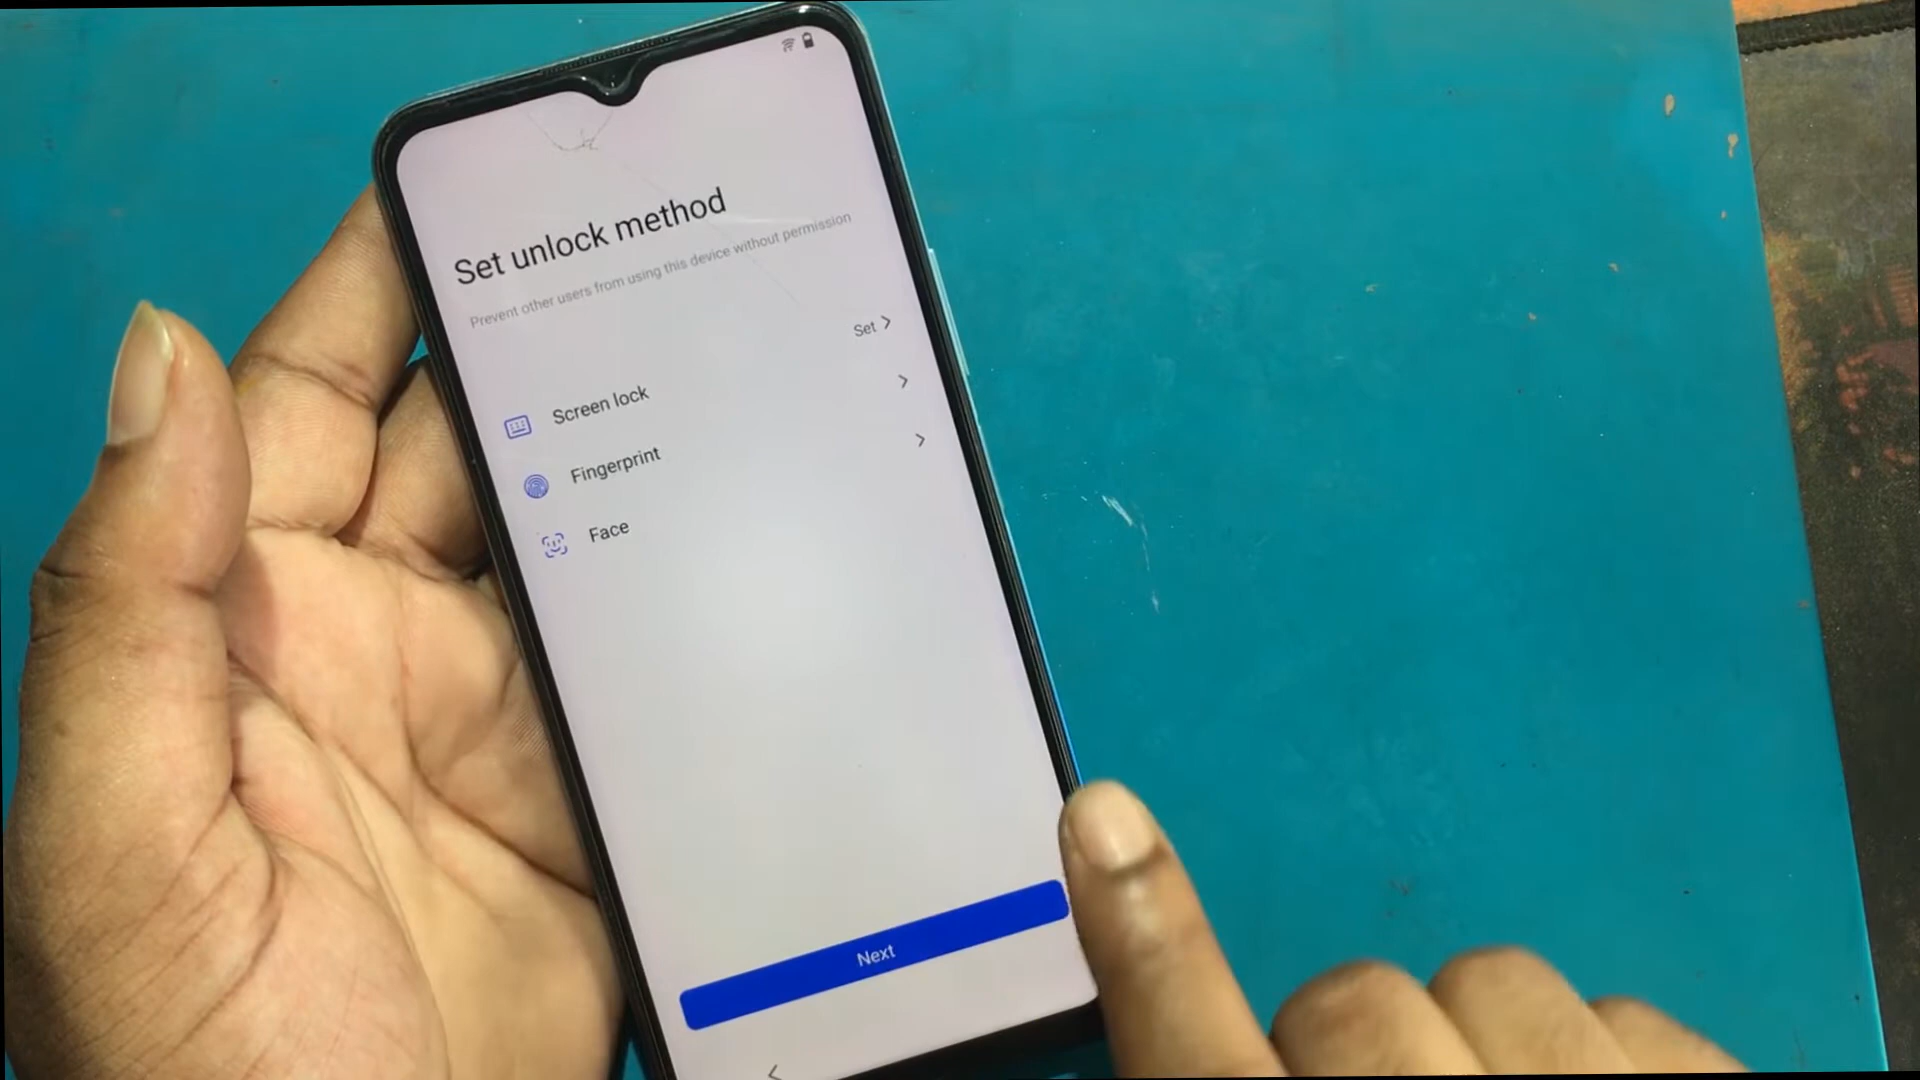 Set unlock method
Prevent other users from using this device without permission
Screen lock
Set
Fingerprint
Face
Next